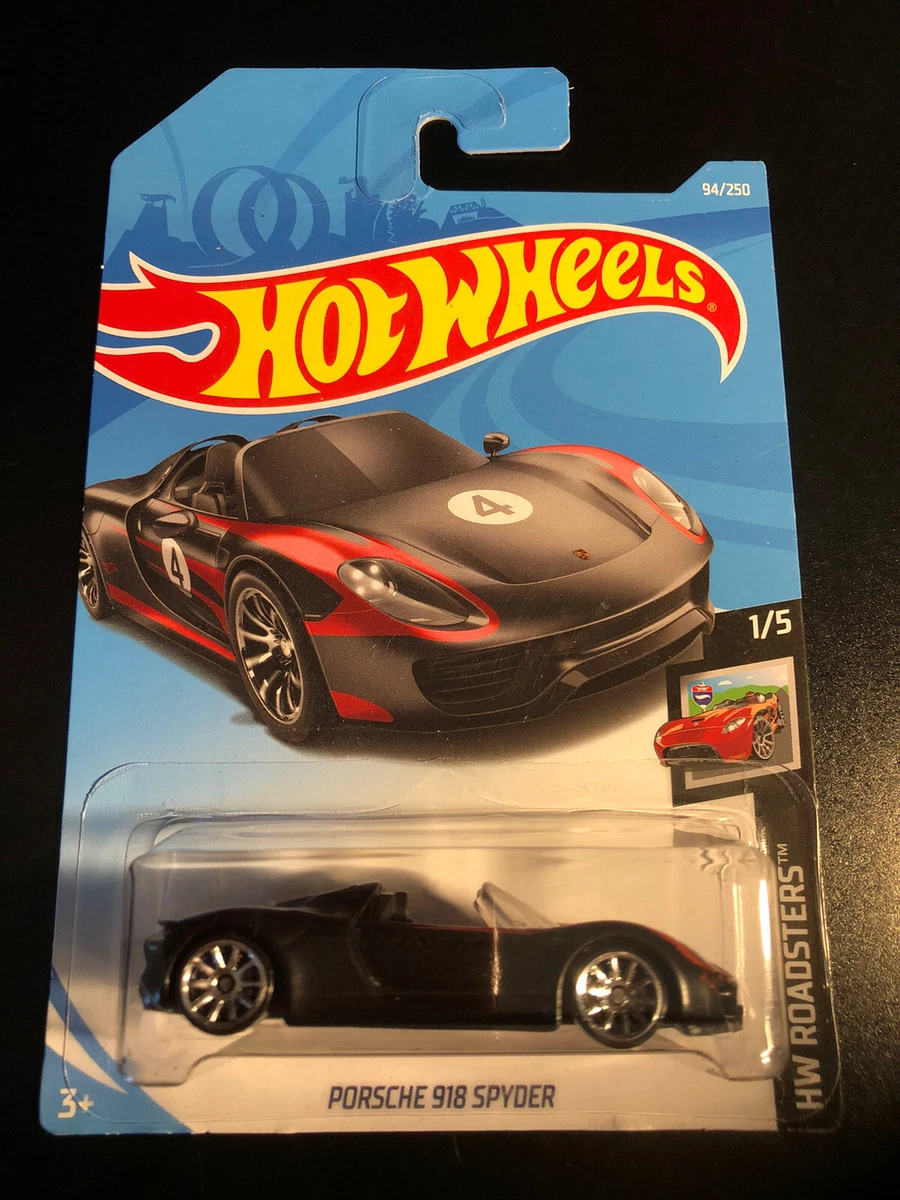 94/250
HOT WHEELS®
4
4
1/5
HW ROADSTERS™
PORSCHE 918 SPYDER
3+